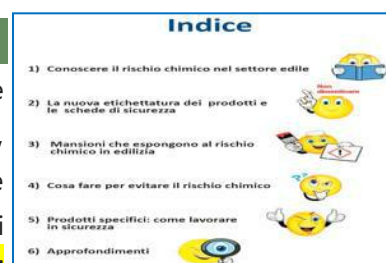 Indice
1) Conoscere il rischio chimico nel settore edile
Non dimenticare
2) La nuova etichettatura dei prodotti e
le schede di sicurezza
3) Mansioni che espongono al rischio
chimico in edilizia
4) Cosa fare per evitare il rischio chimico
5) Prodotti specifici: come lavorare
in sicurezza
6) Approfondimenti